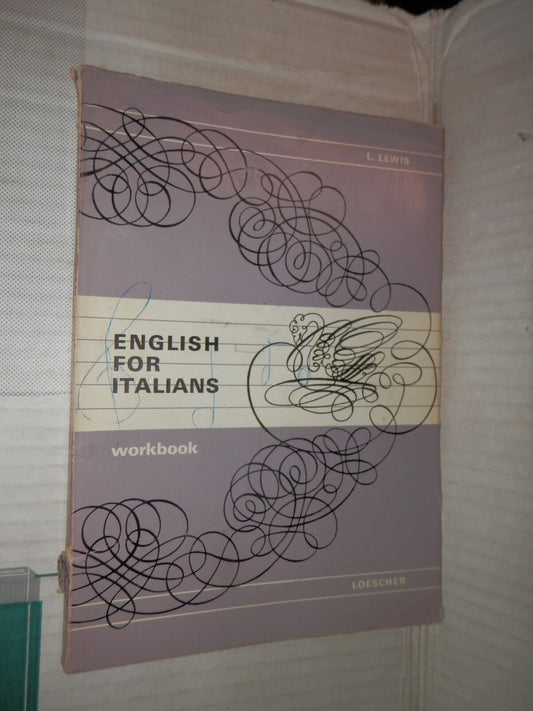 L. LEWIS
ENGLISH
FOR
ITALIANS
workbook
LOESCHER